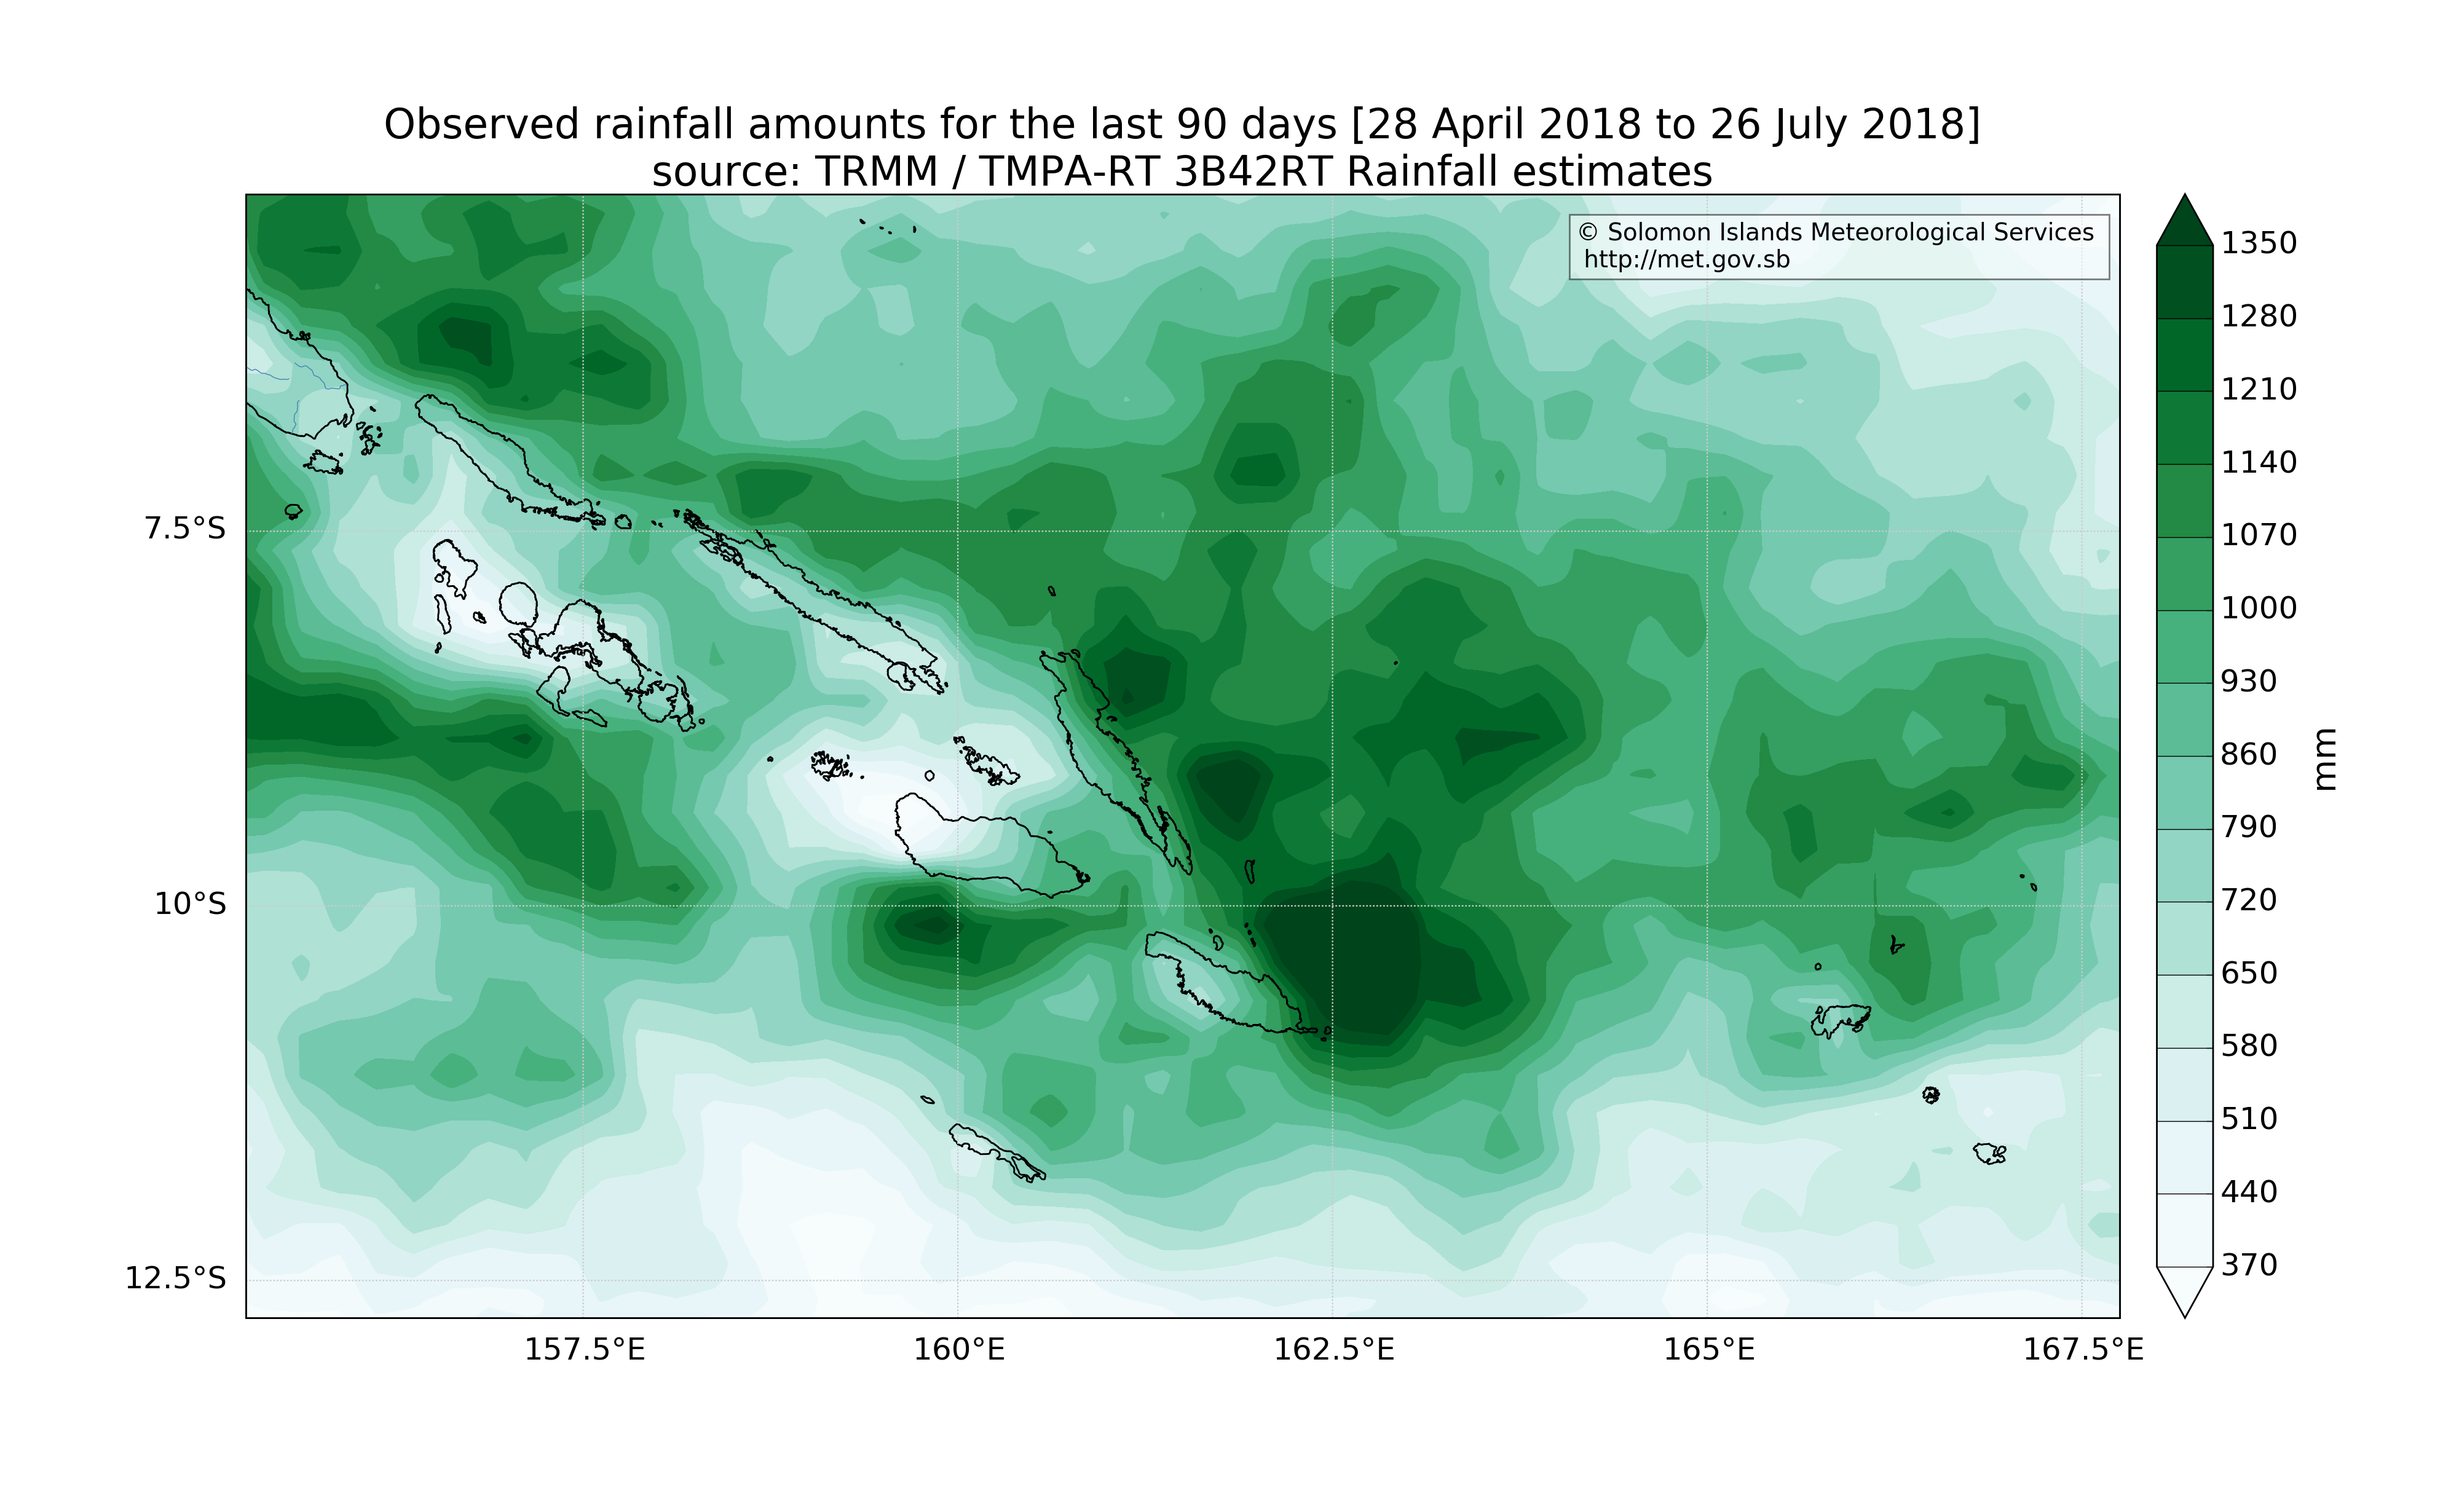 Observed rainfall amounts for the last 90 days [28 April 2018 to 26 July 2018]
source: TRMM / TMPA-RT 3B42RT Rainfall estimates
© Solomon Islands Meteorological Services
http://met.gov.sb
7.5°S
10°S
12.5°S
157.5°E
160°E
162.5°E
165°E
167.5°E
1350
1280
1210
1140
1070
1000
930
860
790
720
650
580
510
440
370
mm